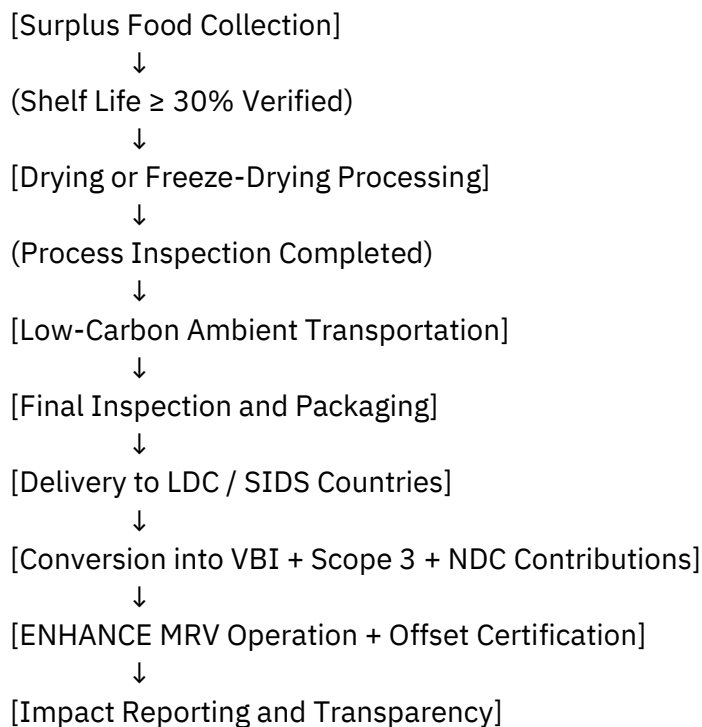 [Surplus Food Collection]
↓
(Shelf Life ≥ 30% Verified)
↓
[Drying or Freeze-Drying Processing]
↓
(Process Inspection Completed)
↓
[Low-Carbon Ambient Transportation]
↓
[Final Inspection and Packaging]
↓
[Delivery to LDC / SIDS Countries]
↓
[Conversion into VBI + Scope 3 + NDC Contributions]
↓
[ENHANCE MRV Operation + Offset Certification]
↓
[Impact Reporting and Transparency]